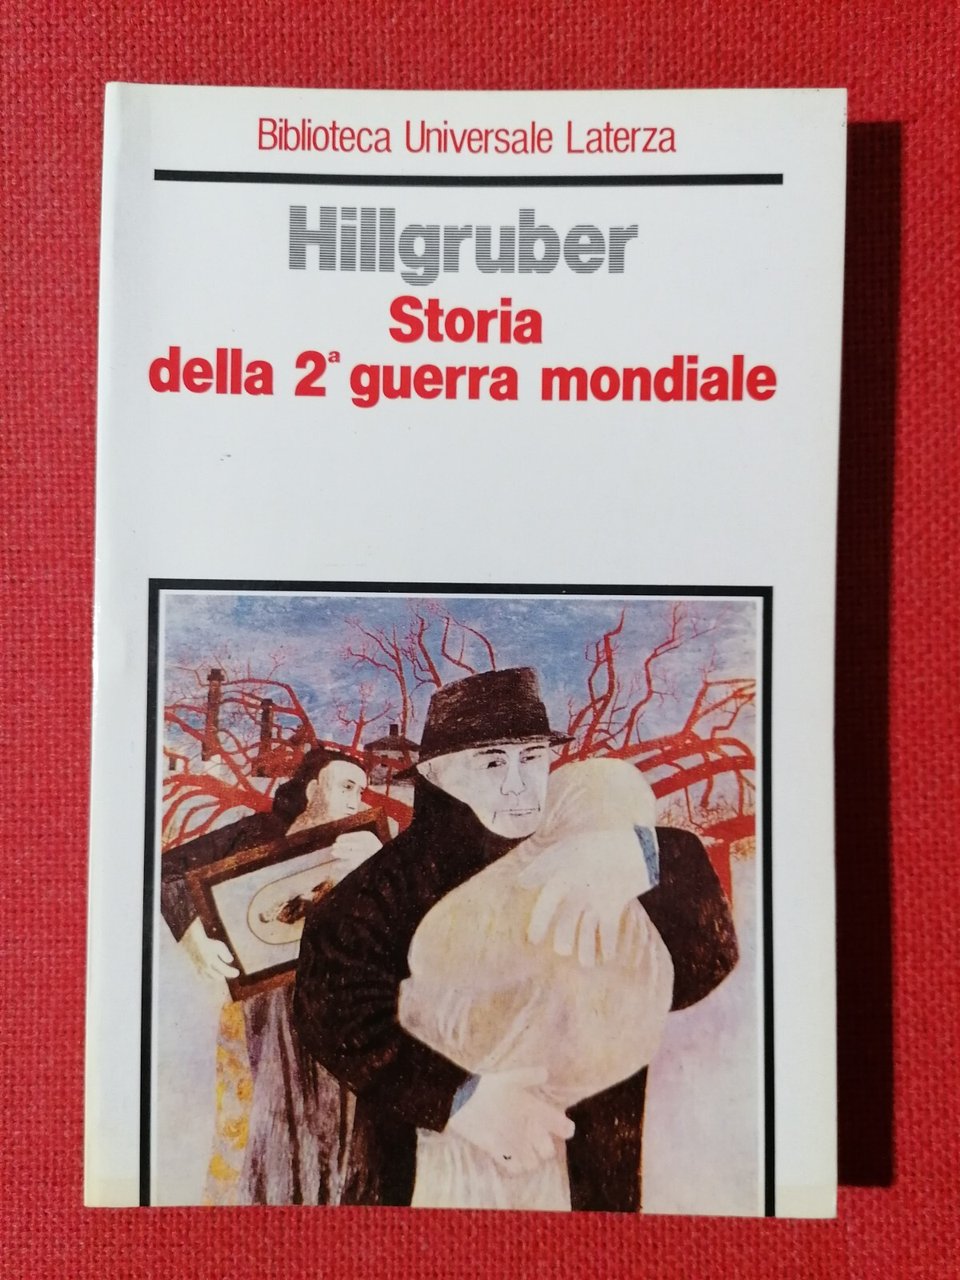 Biblioteca Universale Laterza
Hillgruber
Storia
della 2ª guerra mondiale